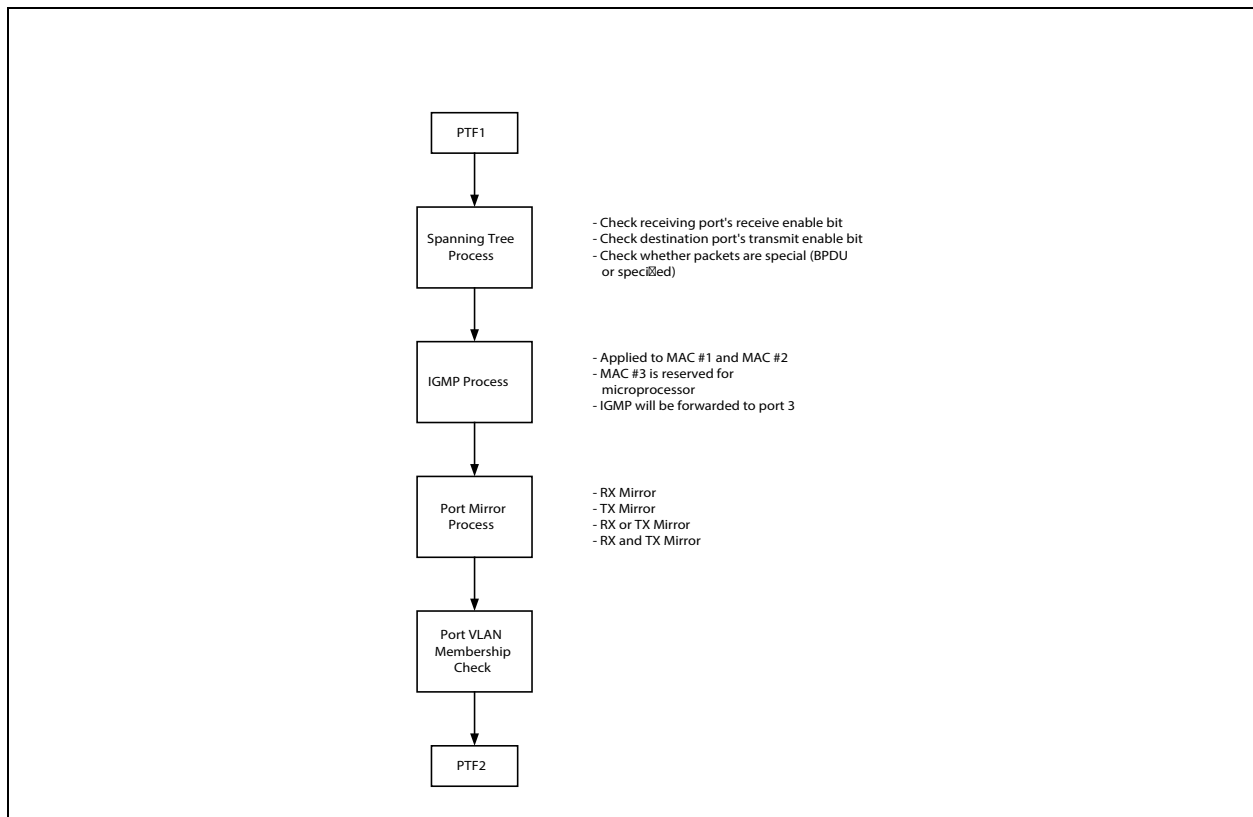 PTF1
Spanning Tree
Process
- Check receiving port's receive enable bit
- Check destination port's transmit enable bit
- Check whether packets are special (BPDU
or speci☒ed)
IGMP Process
- Applied to MAC #1 and MAC #2
- MAC #3 is reserved for
microprocessor
- IGMP will be forwarded to port 3
Port Mirror
Process
- RX Mirror
- TX Mirror
- RX or TX Mirror
- RX and TX Mirror
Port VLAN
Membership
Check
PTF2